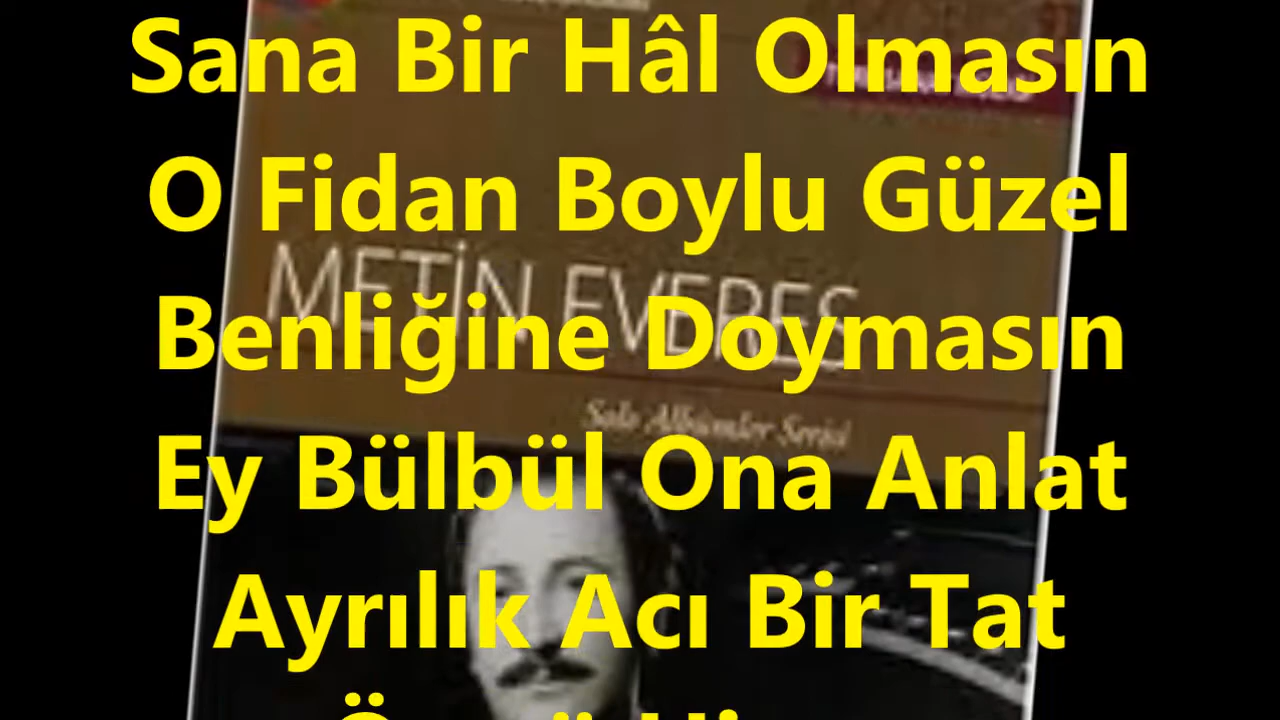 Sana Bir Hâl Olmasın
O Fidan Boylu Güzel
METİN EVERES
Benliğine Doymasın
Solo Albümler Serisi
Ey Bülbül Ona Anlat
Ayrılık Acı Bir Tat